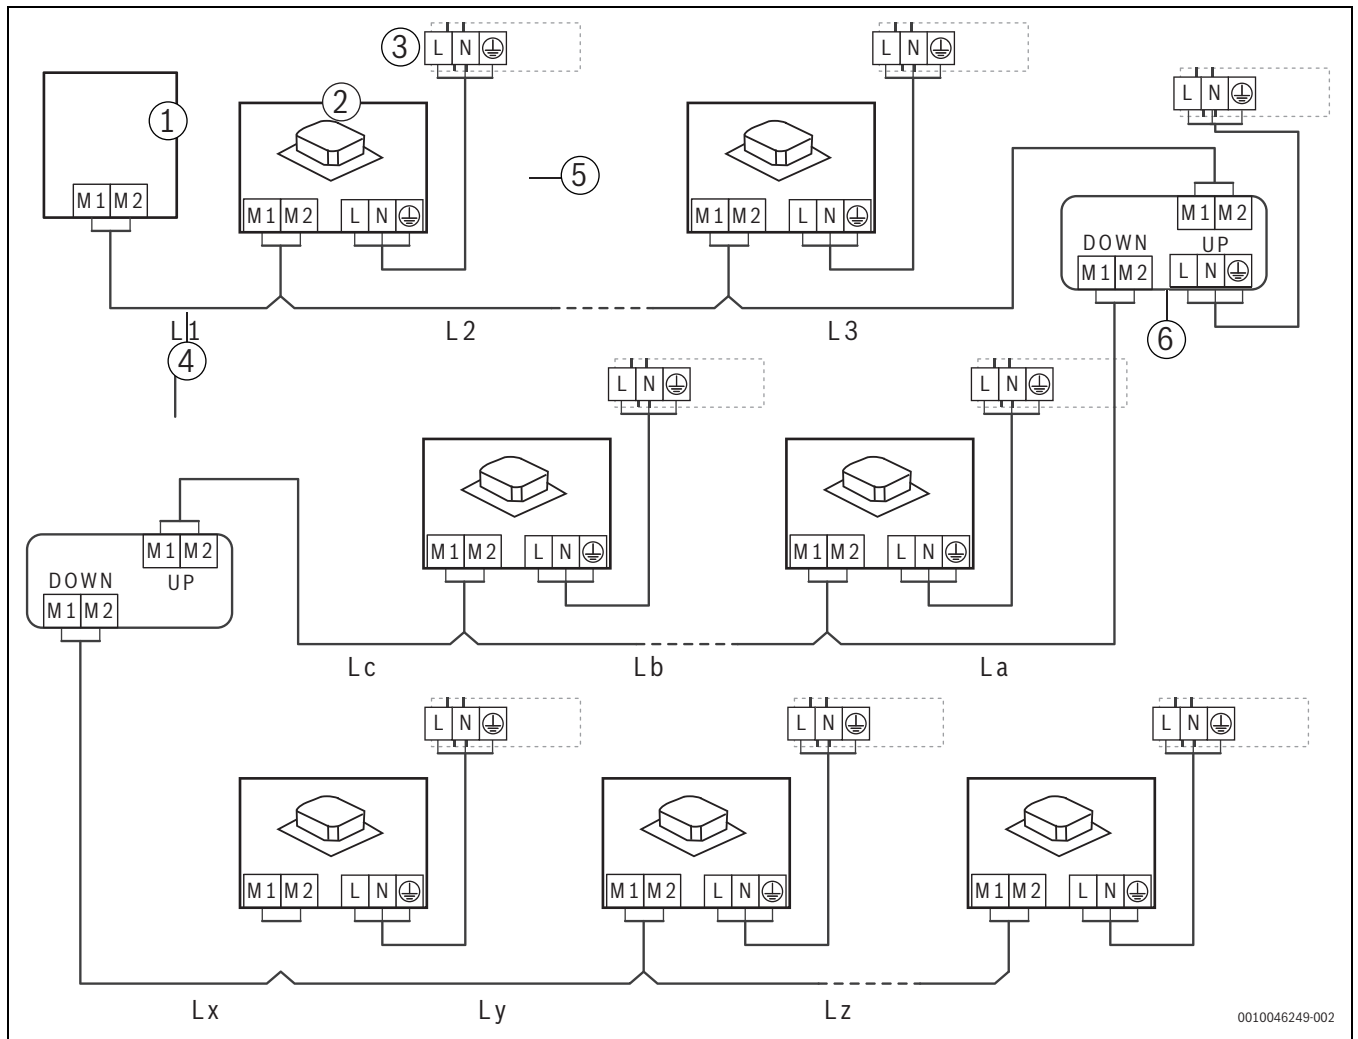 3 L N L N
L N
2
1
5
M1 M2 M1 M2 L N M1 M2 L N M1 M2
DOWN UP
M1 M2 L N
L1 L2 L3 6
4
L N L N
M1 M2 L N M1 M2 L N
M1 M2
DOWN UP
M1 M2
Lc Lb La
L N L N L N
M1 M2 L N M1 M2 L N M1 M2 L N
Lx Ly Lz
0010046249-002